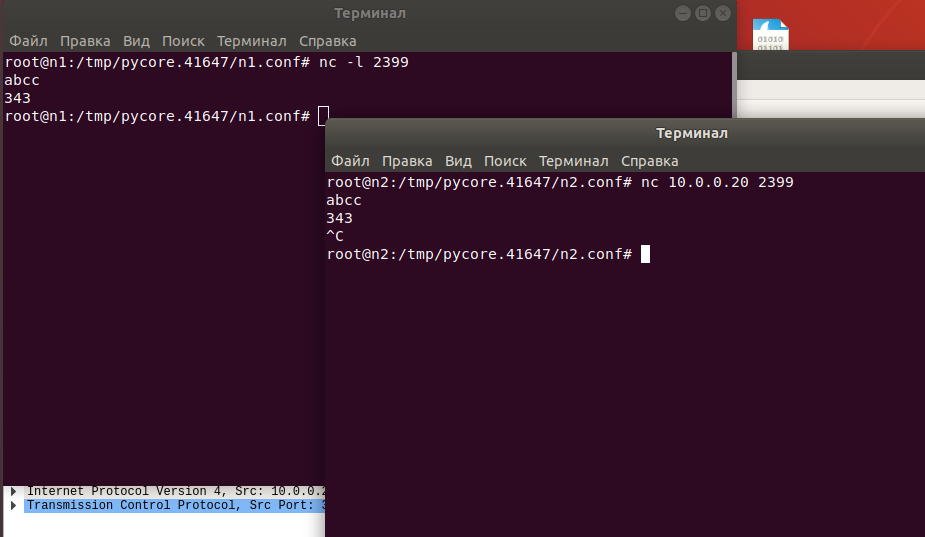 Терминал
Файл Правка Вид Поиск Терминал Справка
root@n1:/tmp/pycore.41647/n1.conf# nc -l 2399
abcc
343
root@n1:/tmp/pycore.41647/n1.conf#
01010
01101
Терминал
Файл Правка Вид Поиск Терминал Справка
root@n2:/tmp/pycore.41647/n2.conf# nc 10.0.0.20 2399
abcc
343
^C
root@n2:/tmp/pycore.41647/n2.conf#
Internet Protocol Version 4, Src: 10.0.0.2
Transmission Control Protocol, Src Port: